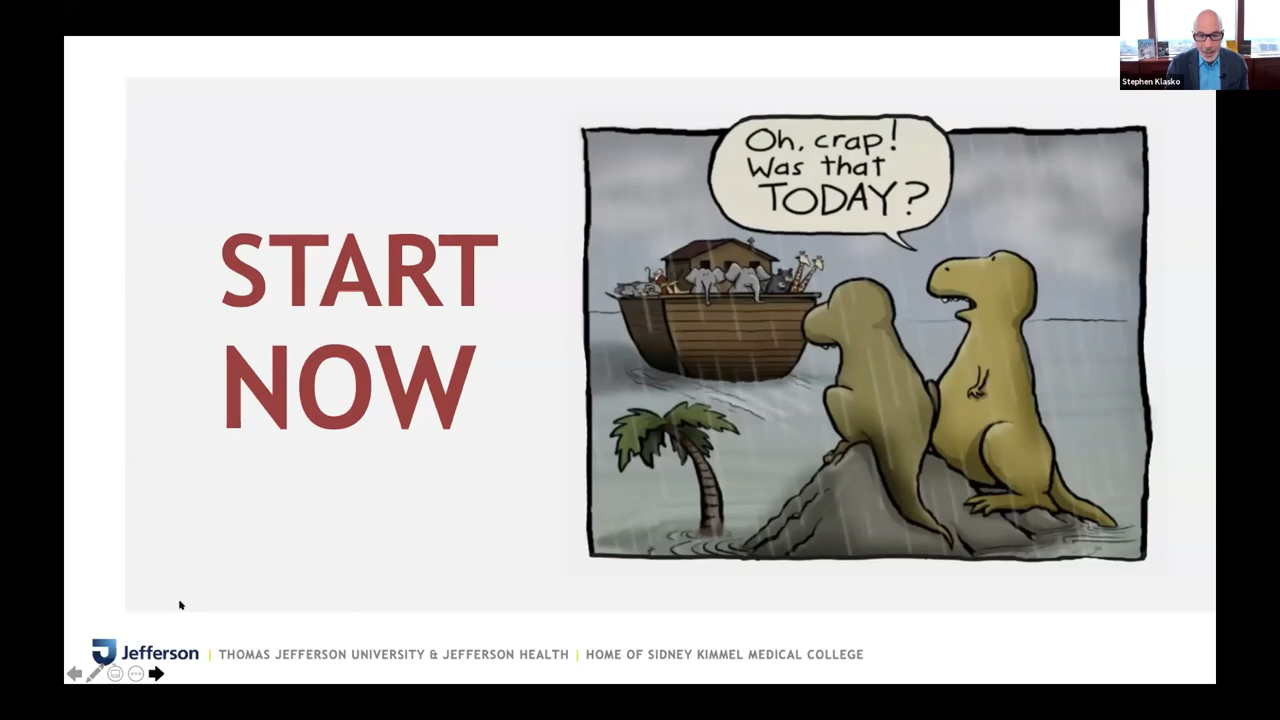 Stephen Klasko
Oh, crap!
Was that
TODAY?
START
NOW
Jefferson | THOMAS JEFFERSON UNIVERSITY & JEFFERSON HEALTH | HOME OF SIDNEY KIMMEL MEDICAL COLLEGE